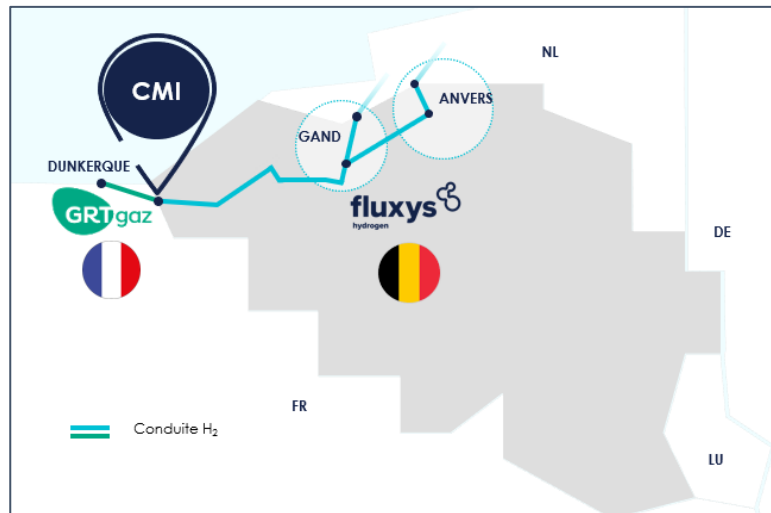 CMI
NL
ANVERS
GAND
DUNKERQUE
GRTgaz
fluxys
hydrogen
DE
FR
Conduite H₂
LU